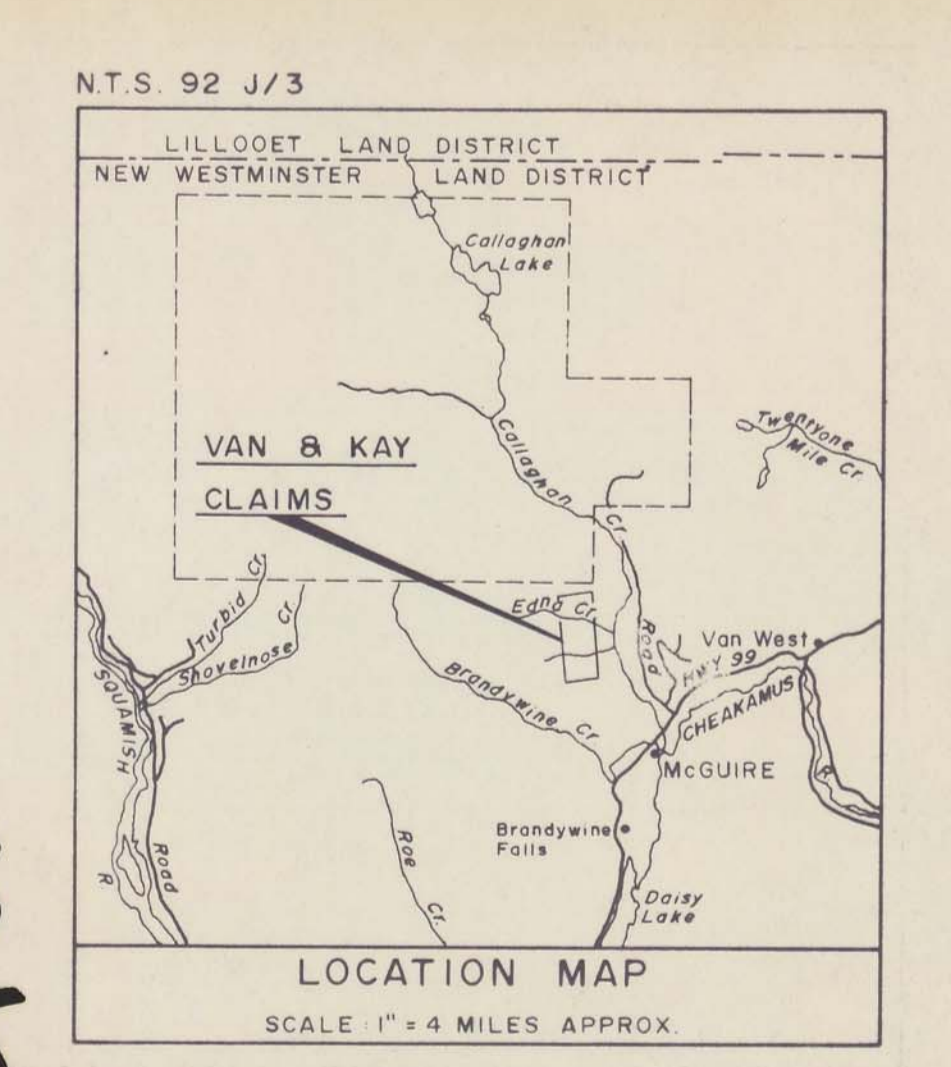 N.T.S. 92 J/3
LILLOOET LAND DISTRICT
NEW WESTMINSTER LAND DISTRICT
Callaghan
Lake
Twentyone
Mile Cr.
VAN & KAY
CLAIMS
Callaghan Cr.
Turbid Cr.
Shovelnose Cr.
Edna Cr.
Road
Van West
HWY 99
SQUAMISH R.
Brandywine Cr
CHEAKAMUS R.
McGUIRE
Brandywine
Falls
Roe Cr.
Road
Daisy
Lake
LOCATION MAP
SCALE : 1" = 4 MILES APPROX.